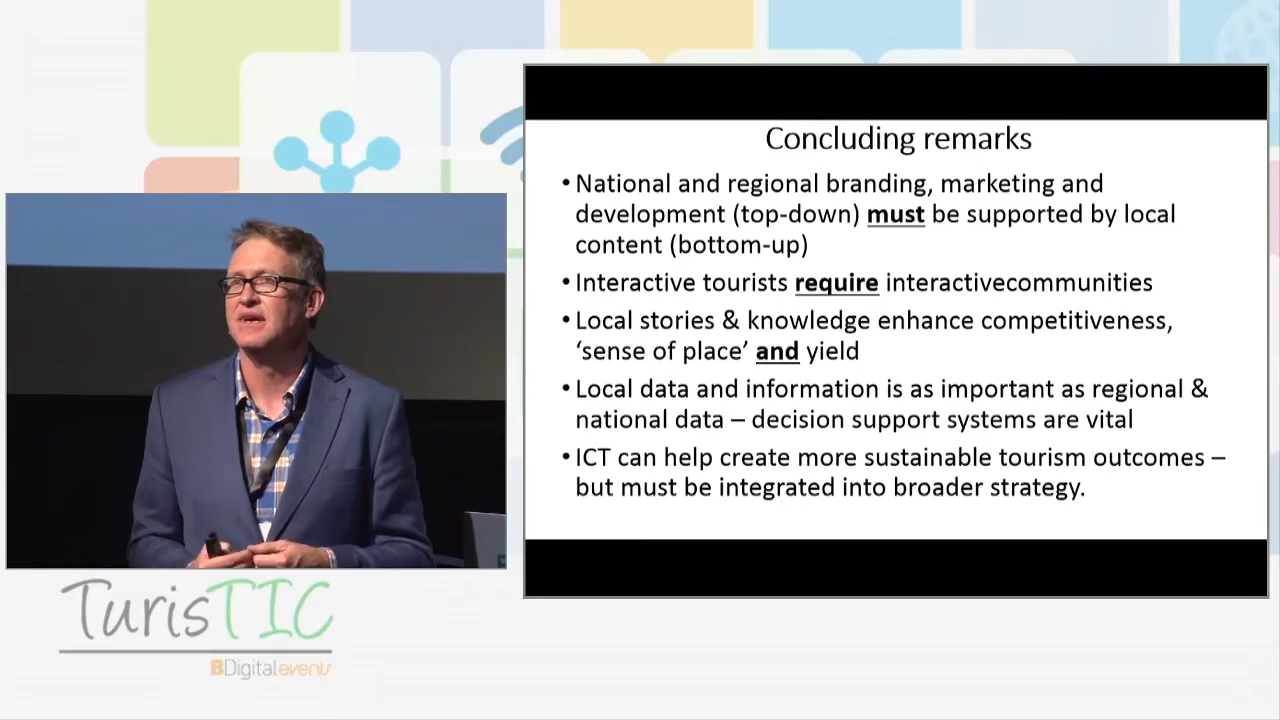 Concluding remarks
• National and regional branding, marketing and
development (top-down) must be supported by local
content (bottom-up)
• Interactive tourists require interactivecommunities
• Local stories & knowledge enhance competitiveness,
‘sense of place’ and yield
• Local data and information is as important as regional &
national data – decision support systems are vital
• ICT can help create more sustainable tourism outcomes –
but must be integrated into broader strategy.
TurisTIC
BDigitalevents